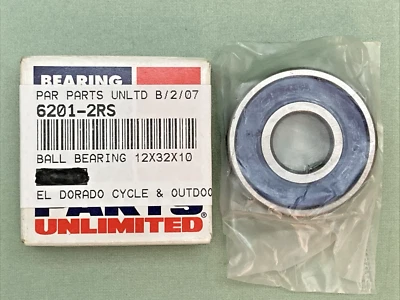 BEARING
PAR PARTS UNLTD B/2/07
6201-2RS
BALL BEARING 12X32X10
EL DORADO CYCLE & OUTDOO
PARTS
UNLIMITED®